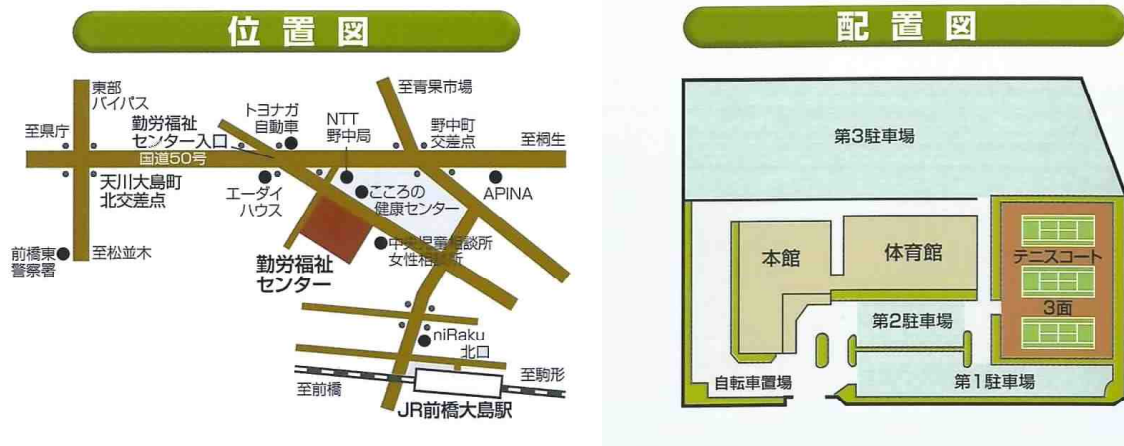 位置図
東部
バイパス
至県庁
勤労福祉
センター入口
トヨナガ
自動車
NTT
野中局
至青果市場
野中町
交差点
至桐生
国道50号
天川大島町
北交差点
エーダイ
ハウス
こころの
健康センター
APINA
前橋東
警察署
至松並木
勤労福祉
センター
中央児童相談所
女性相談所
niRaku
北口
至前橋
至駒形
JR前橋大島駅
配置図
第3駐車場
本館
体育館
テニスコート
3面
第2駐車場
自転車置場
第1駐車場